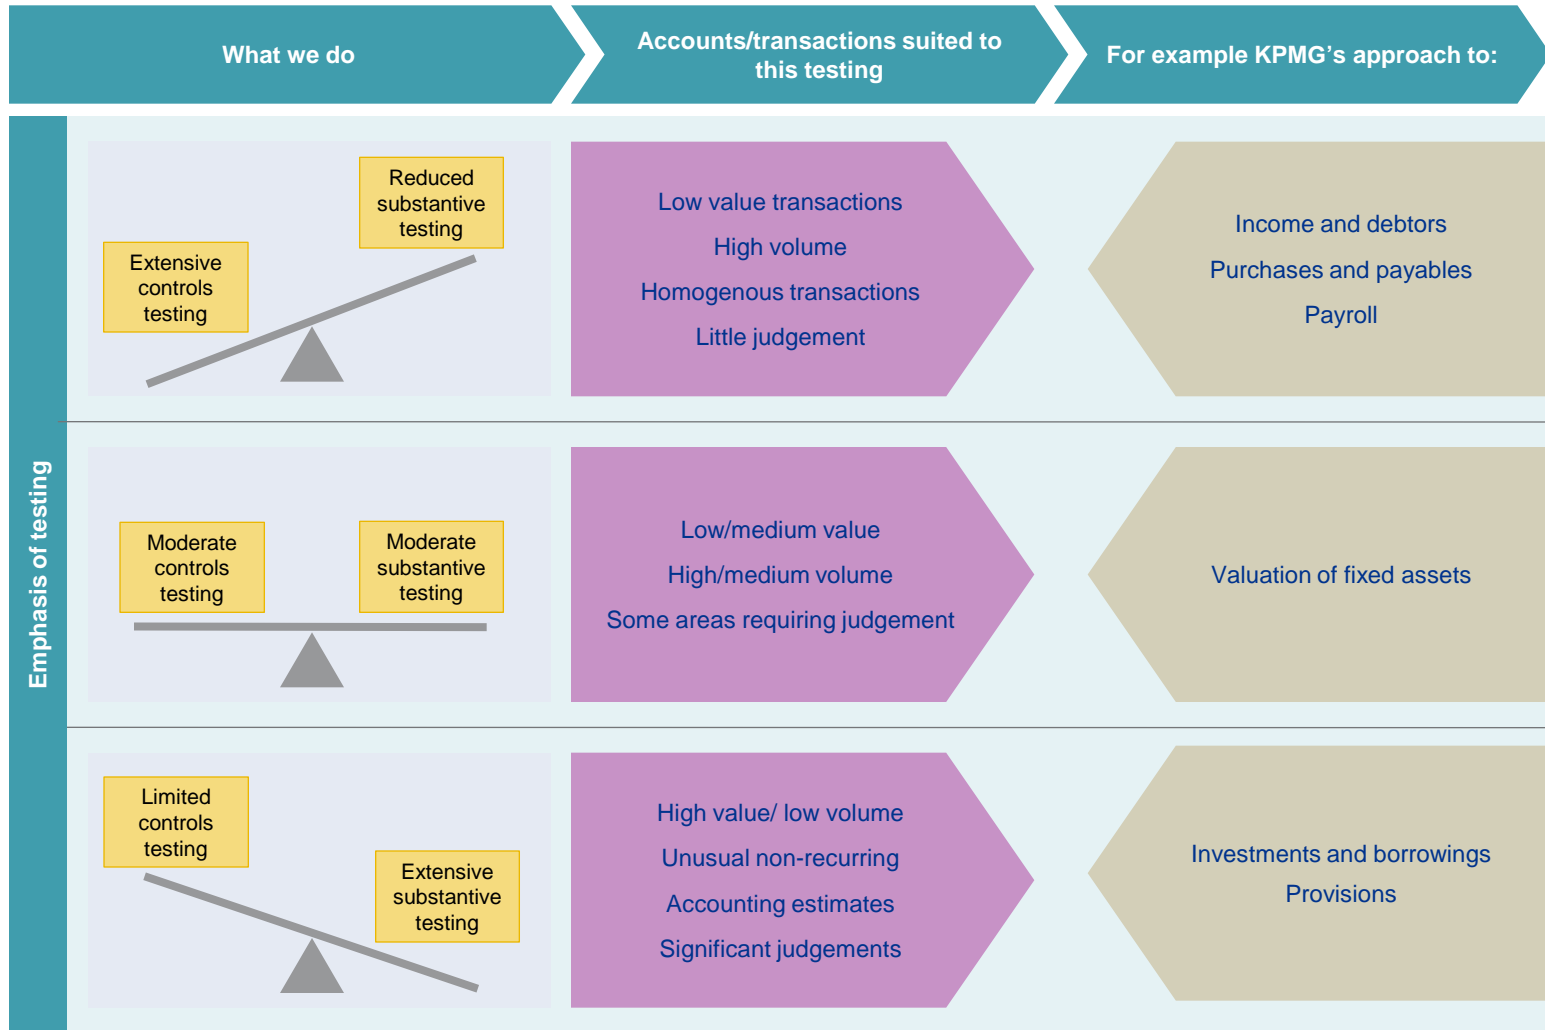 What we do
Accounts/transactions suited to
this testing
For example KPMG's approach to:
Emphasis of testing
Extensive
controls
testing
Reduced
substantive
testing
Low value transactions
High volume
Homogenous transactions
Little judgement
Income and debtors
Purchases and payables
Payroll
Moderate
controls
testing
Moderate
substantive
testing
Low/medium value
High/medium volume
Some areas requiring judgement
Valuation of fixed assets
Limited
controls
testing
Extensive
substantive
testing
High value/ low volume
Unusual non-recurring
Accounting estimates
Significant judgements
Investments and borrowings
Provisions